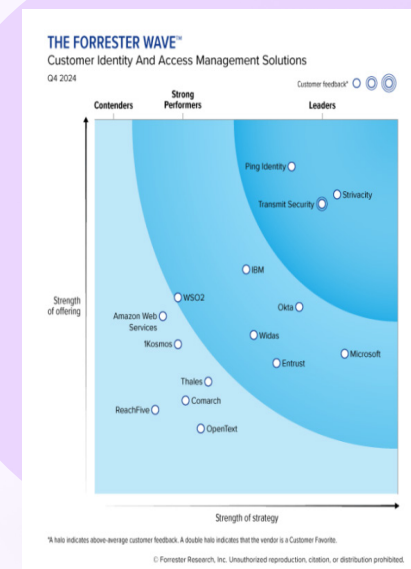 THE FORRESTER WAVE™
Customer Identity And Access Management Solutions
Q4 2024
Customer feedback*
Contenders
Strong
Performers
Leaders
Ping Identity
Strivacity
Transmit Security
IBM
WSO2
Okta
Strength
of offering
Amazon Web
Services
Widas
1Kosmos
Microsoft
Entrust
Thales
Comarch
ReachFive
OpenText
Strength of strategy
*A halo indicates above-average customer feedback. A double halo indicates that the vendor is a Customer Favorite.
© Forrester Research, Inc. Unauthorized reproduction, citation, or distribution prohibited.